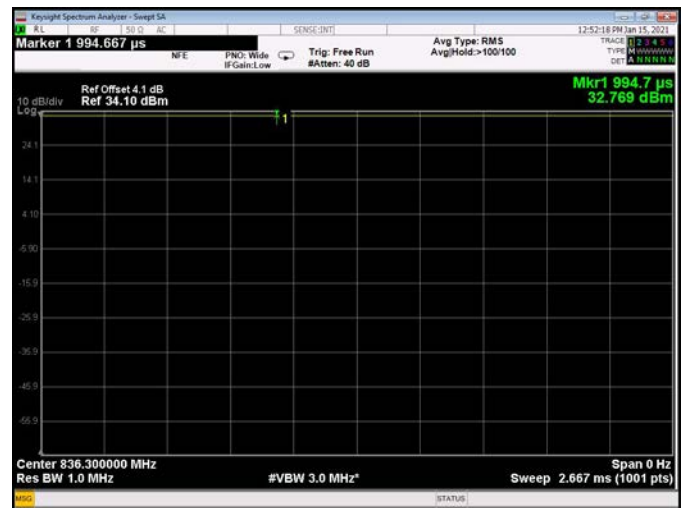 Keysight Spectrum Analyzer - Swept SA
RL RF 50 Ω AC SENSE:INT 12:52:18 PM Jan 15, 2021
Marker 1 994.667 µs
NFE
PNO: Wide
IFGain:Low
Trig: Free Run
#Atten: 40 dB
Avg Type: RMS
Avg|Hold:>100/100
TRACE 1 2 3 4 5 6
TYPE M WWWWW
DET A N N N N N
Mkr1 994.7 µs
32.769 dBm
Ref Offset 4.1 dB
10 dB/div Ref 34.10 dBm
Log
1
24.1
14.1
4.10
-5.90
-15.9
-25.9
-35.9
-45.9
-55.9
Center 836.300000 MHz Span 0 Hz
Res BW 1.0 MHz #VBW 3.0 MHz* Sweep 2.667 ms (1001 pts)
MSG STATUS